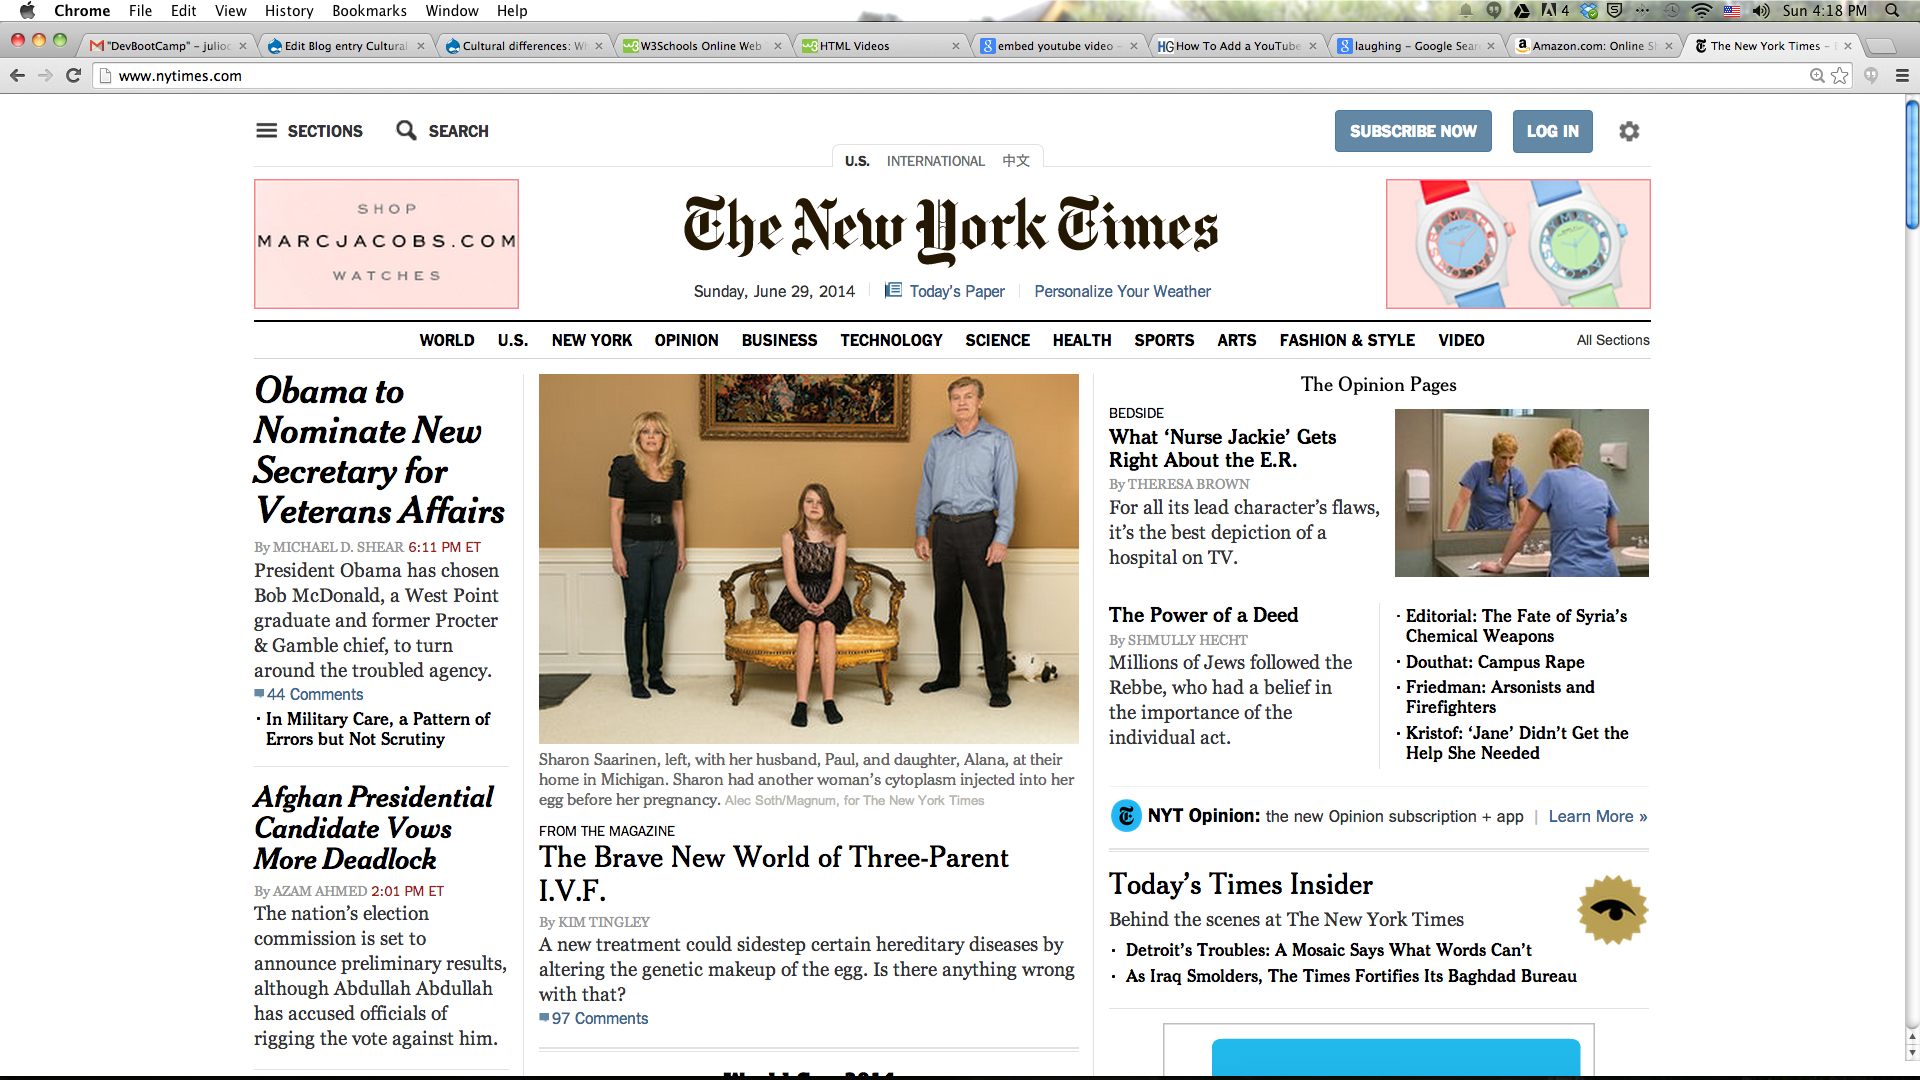 Chrome File Edit View History Bookmarks Window Help
4
Sun 4:18 PM
"DevBootCamp" – julioc
Edit Blog entry Cultural
Cultural differences: W
W3Schools Online Web
HTML Videos
embed youtube video –
How To Add a YouTube
laughing – Google Sear
Amazon.com: Online S
The New York Times –
www.nytimes.com
SECTIONS
SEARCH
SUBSCRIBE NOW
LOG IN
U.S. INTERNATIONAL 中文
SHOP
MARCJACOBS.COM
WATCHES
The New York Times
Sunday, June 29, 2014
Today's Paper
Personalize Your Weather
WORLD U.S. NEW YORK OPINION BUSINESS TECHNOLOGY SCIENCE HEALTH SPORTS ARTS FASHION & STYLE VIDEO All Sections
Obama to
Nominate New
Secretary for
Veterans Affairs
By MICHAEL D. SHEAR 6:11 PM ET
President Obama has chosen
Bob McDonald, a West Point
graduate and former Procter
& Gamble chief, to turn
around the troubled agency.
44 Comments
· In Military Care, a Pattern of
Errors but Not Scrutiny
Afghan Presidential
Candidate Vows
More Deadlock
By AZAM AHMED 2:01 PM ET
The nation's election
commission is set to
announce preliminary results,
although Abdullah Abdullah
has accused officials of
rigging the vote against him.
Sharon Saarinen, left, with her husband, Paul, and daughter, Alana, at their
home in Michigan. Sharon had another woman's cytoplasm injected into her
egg before her pregnancy. Alec Soth/Magnum, for The New York Times
FROM THE MAGAZINE
The Brave New World of Three-Parent
I.V.F.
By KIM TINGLEY
A new treatment could sidestep certain hereditary diseases by
altering the genetic makeup of the egg. Is there anything wrong
with that?
97 Comments
World Cup 2014
The Opinion Pages
BEDSIDE
What 'Nurse Jackie' Gets
Right About the E.R.
By THERESA BROWN
For all its lead character's flaws,
it's the best depiction of a
hospital on TV.
The Power of a Deed
By SHMULLY HECHT
Millions of Jews followed the
Rebbe, who had a belief in
the importance of the
individual act.
· Editorial: The Fate of Syria's
Chemical Weapons
· Douthat: Campus Rape
· Friedman: Arsonists and
Firefighters
· Kristof: 'Jane' Didn't Get the
Help She Needed
NYT Opinion: the new Opinion subscription + app | Learn More »
Today's Times Insider
Behind the scenes at The New York Times
· Detroit's Troubles: A Mosaic Says What Words Can't
· As Iraq Smolders, The Times Fortifies Its Baghdad Bureau